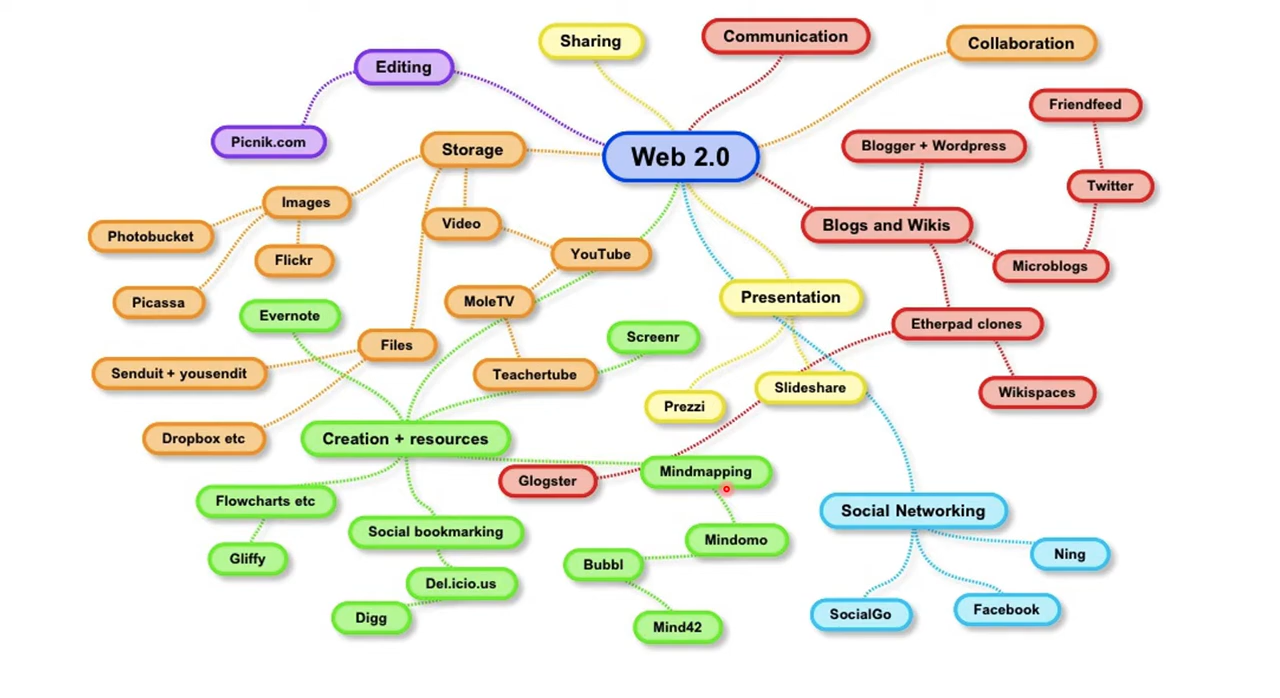 Sharing
Communication
Collaboration
Editing
Friendfeed
Picnik.com
Storage
Web 2.0
Blogger + Wordpress
Twitter
Images
Video
Blogs and Wikis
Photobucket
Flickr
YouTube
Microblogs
Picassa
MoleTV
Presentation
Evernote
Screenr
Etherpad clones
Files
Senduit + yousendit
Teachertube
Slideshare
Wikispaces
Prezzi
Dropbox etc
Creation + resources
Glogster
Mindmapping
Flowcharts etc
Social Networking
Social bookmarking
Mindomo
Gliffy
Bubbl
Ning
Del.icio.us
Digg
Mind42
SocialGo
Facebook